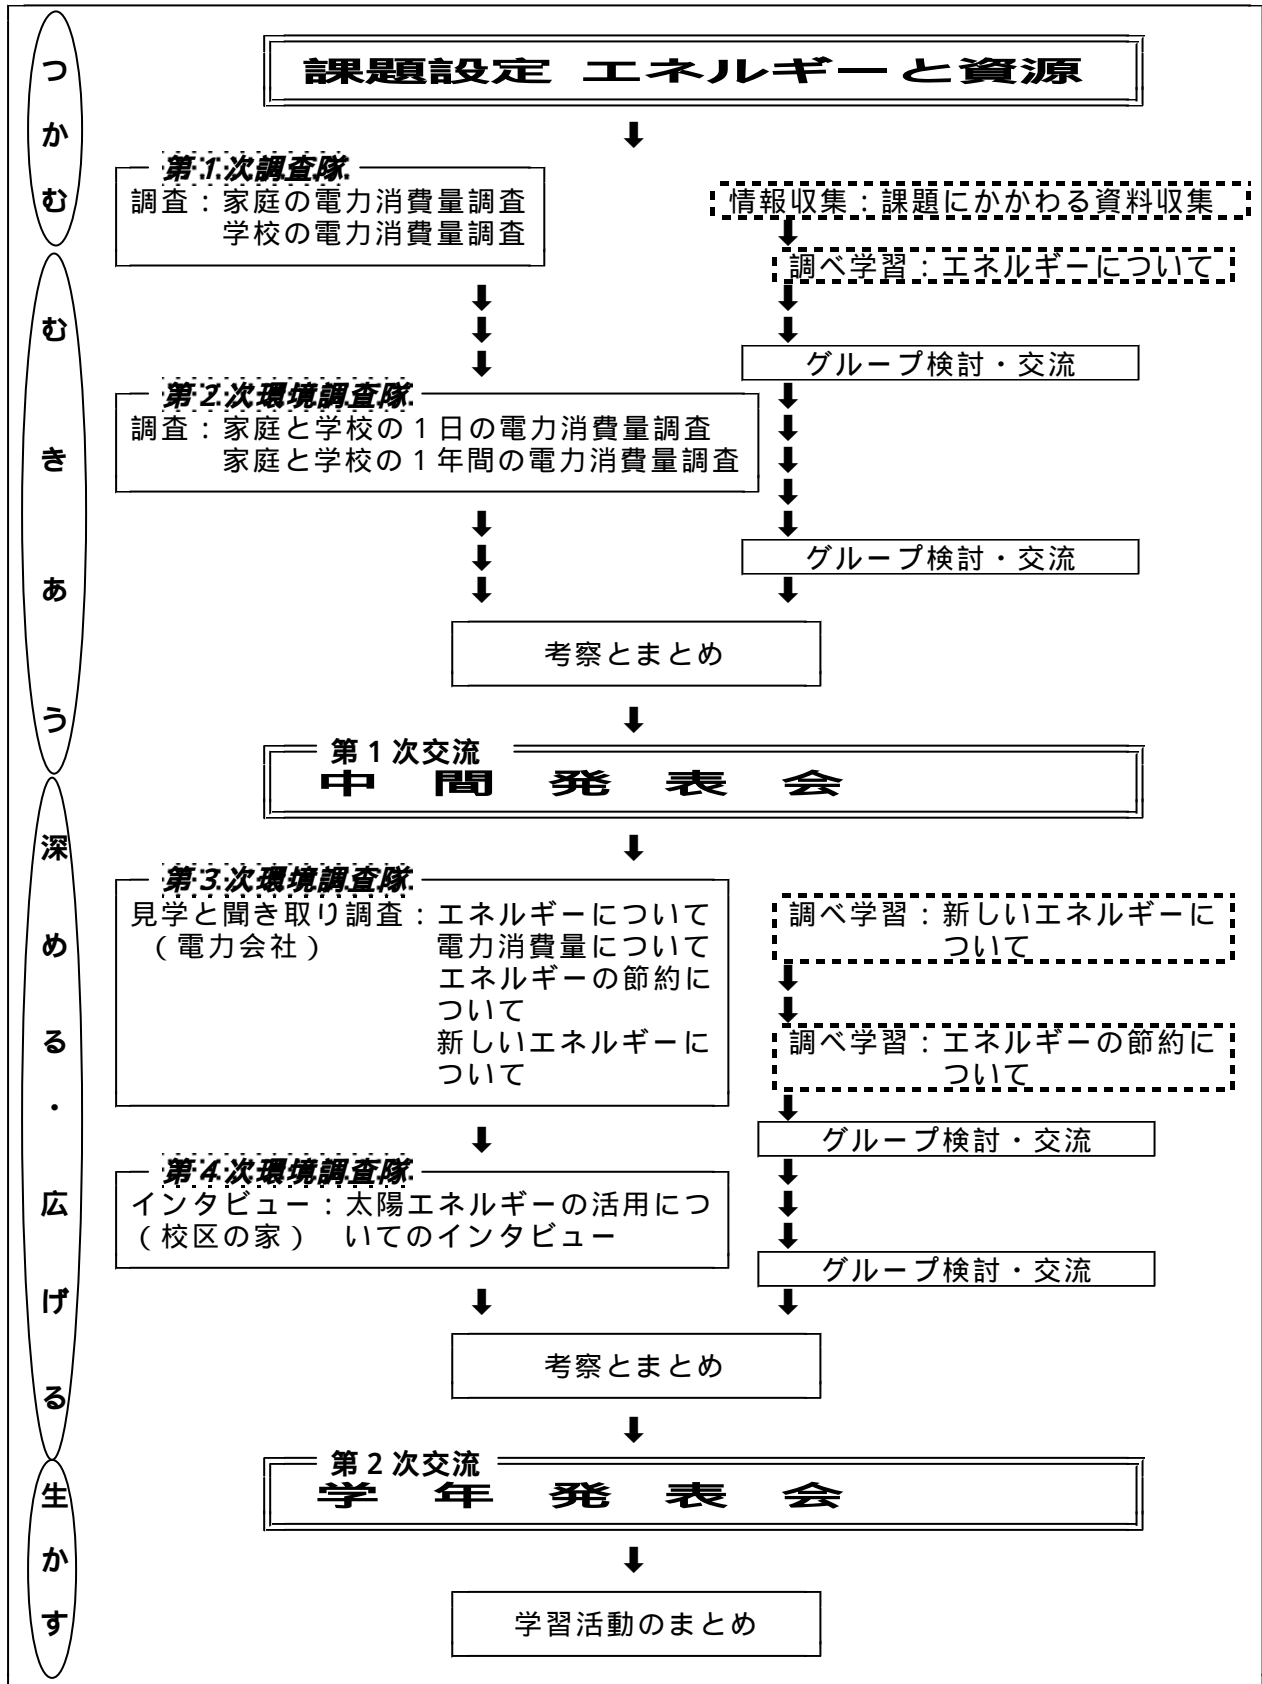 つかむ
課題設定 エネルギーと資源
第1次調査隊
調査：家庭の電力消費量調査
学校の電力消費量調査
情報収集：課題にかかわる資料収集
調べ学習：エネルギーについて
むきあう
グループ検討・交流
第2次環境調査隊
調査：家庭と学校の1日の電力消費量調査
家庭と学校の1年間の電力消費量調査
グループ検討・交流
考察とまとめ
第1次交流
中間発表会
深める・広げる
第3次環境調査隊
見学と聞き取り調査：エネルギーについて
（電力会社） 電力消費量について
エネルギーの節約に
ついて
新しいエネルギーに
ついて
調べ学習：新しいエネルギーに
ついて
調べ学習：エネルギーの節約に
ついて
グループ検討・交流
第4次環境調査隊
インタビュー：太陽エネルギーの活用につ
（校区の家） いてのインタビュー
グループ検討・交流
考察とまとめ
第2次交流
学年発表会
生かす
学習活動のまとめ